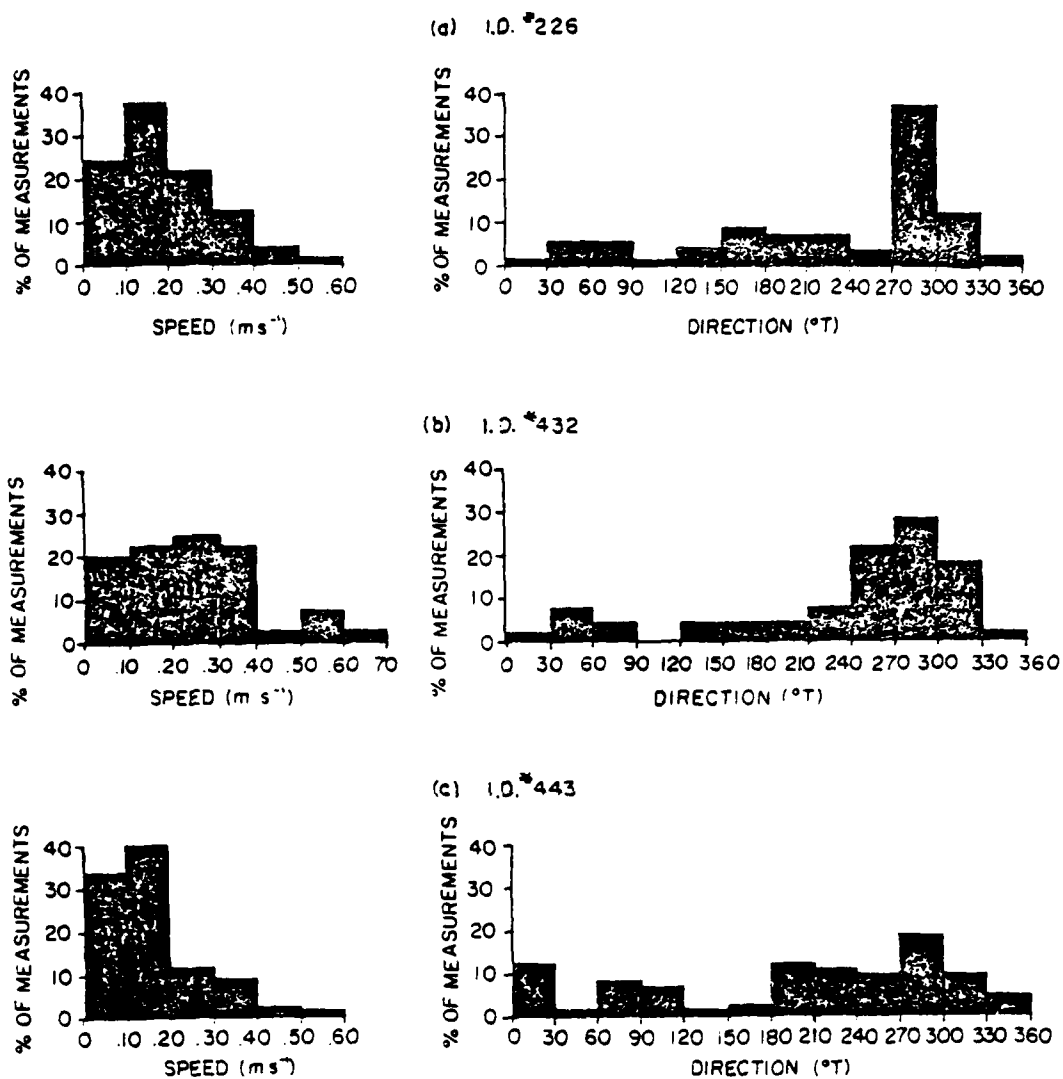 (a) I.D. #226
% OF MEASUREMENTS
40
30
20
10
0
0 .10 .20 .30 .40 .50 .60
SPEED (m s⁻¹)
% OF MEASUREMENTS
40
30
20
10
0
0 30 60 90 120 150 180 210 240 270 300 330 360
DIRECTION (°T)
(b) I.D. #432
% OF MEASUREMENTS
40
30
20
10
0
0 .10 .20 .30 .40 .50 .60 .70
SPEED (m s⁻¹)
% OF MEASUREMENTS
40
30
20
10
0
0 30 60 90 120 150 180 210 240 270 300 330 360
DIRECTION (°T)
(c) I.D. #443
% OF MEASUREMENTS
40
30
20
10
0
0 .10 .20 .30 .40 .50 .60
SPEED (m s⁻¹)
% OF MEASUREMENTS
40
30
20
10
0
0 30 60 90 120 150 180 210 240 270 300 330 360
DIRECTION (°T)